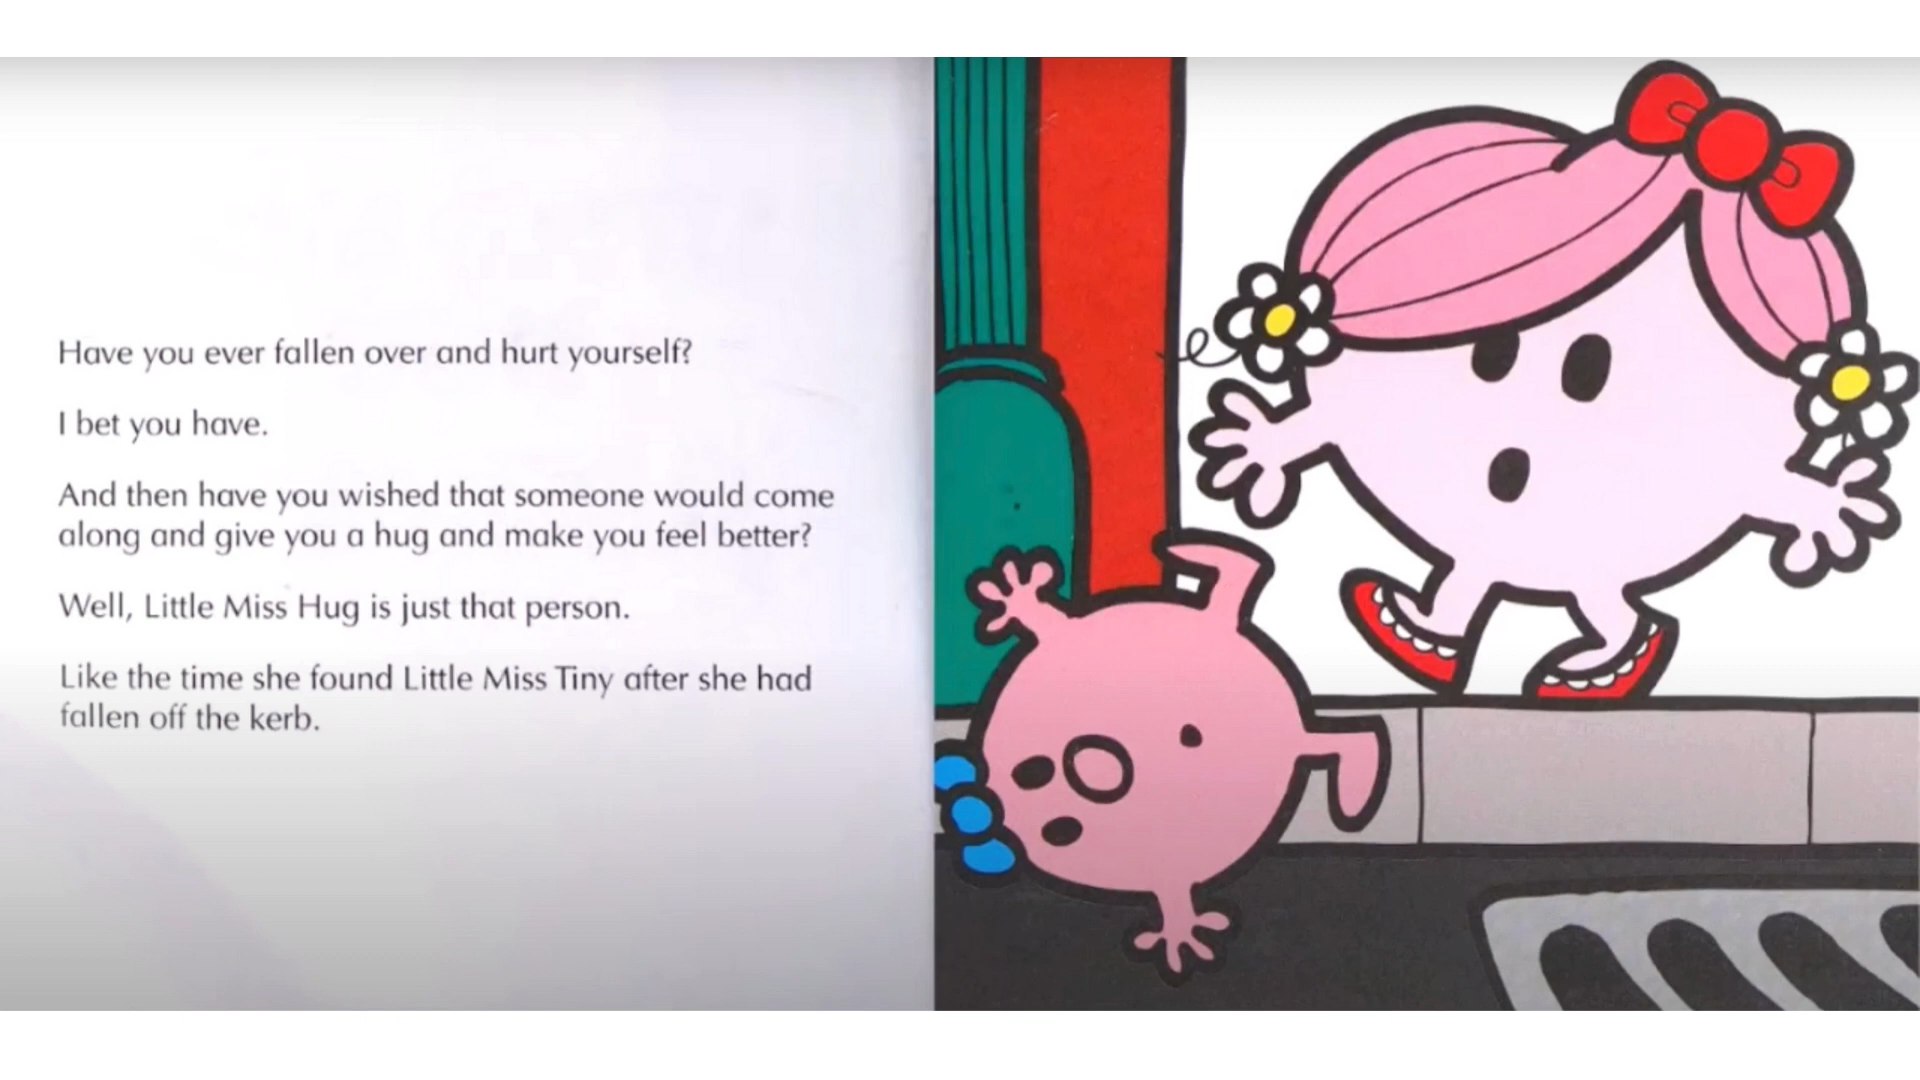 Have you ever fallen over and hurt yourself?
I bet you have.
And then have you wished that someone would come
along and give you a hug and make you feel better?
Well, Little Miss Hug is just that person.
Like the time she found Little Miss Tiny after she had
fallen off the kerb.